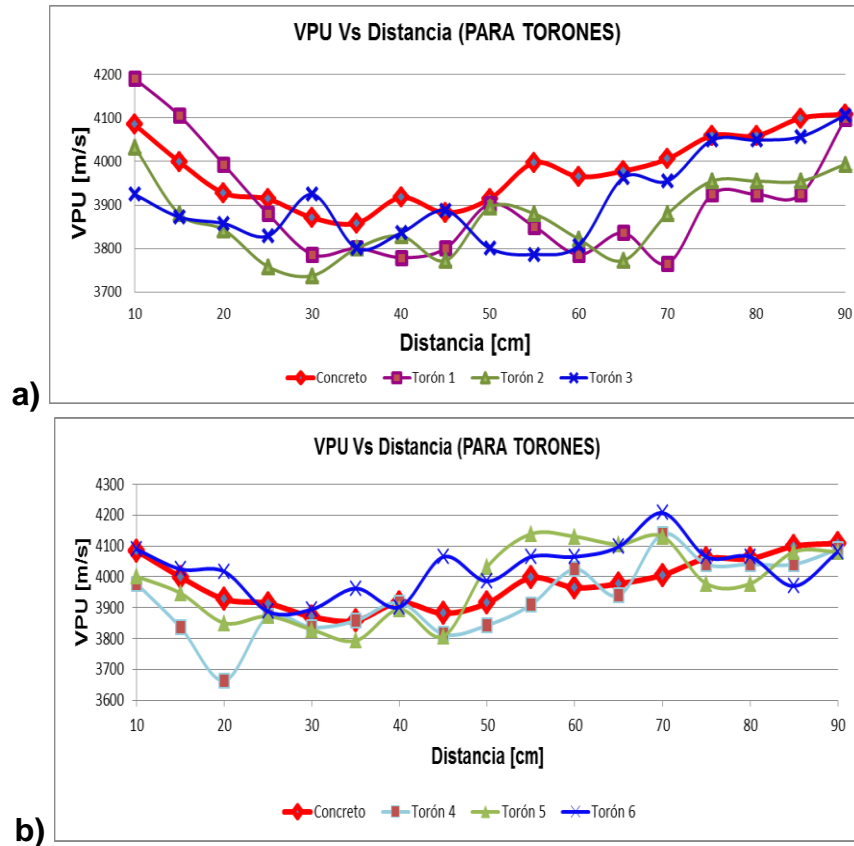 VPU Vs Distancia (PARA TORONES)
4200
4100
4000
3900
3800
3700
VPU [m/s]
10 20 30 40 50 60 70 80 90
Distancia [cm]
Concreto Torón 1 Torón 2 Torón 3
a)
VPU Vs Distancia (PARA TORONES)
4300
4200
4100
4000
3900
3800
3700
3600
VPU [m/s]
10 20 30 40 50 60 70 80 90
Distancia [cm]
Concreto Torón 4 Torón 5 Torón 6
b)